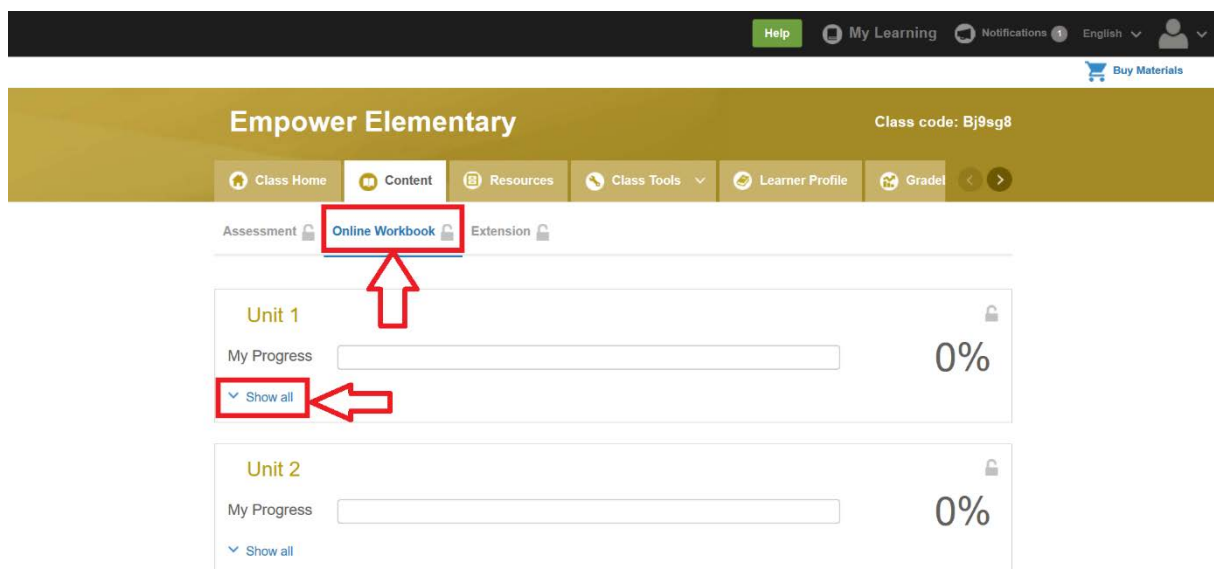 Help My Learning Notifications 1 English
Buy Materials
Empower Elementary Class code: Bj9sg8
Class Home Content Resources Class Tools Learner Profile Gradel
Assessment Online Workbook Extension
Unit 1
My Progress 0%
Show all
Unit 2
My Progress 0%
Show all